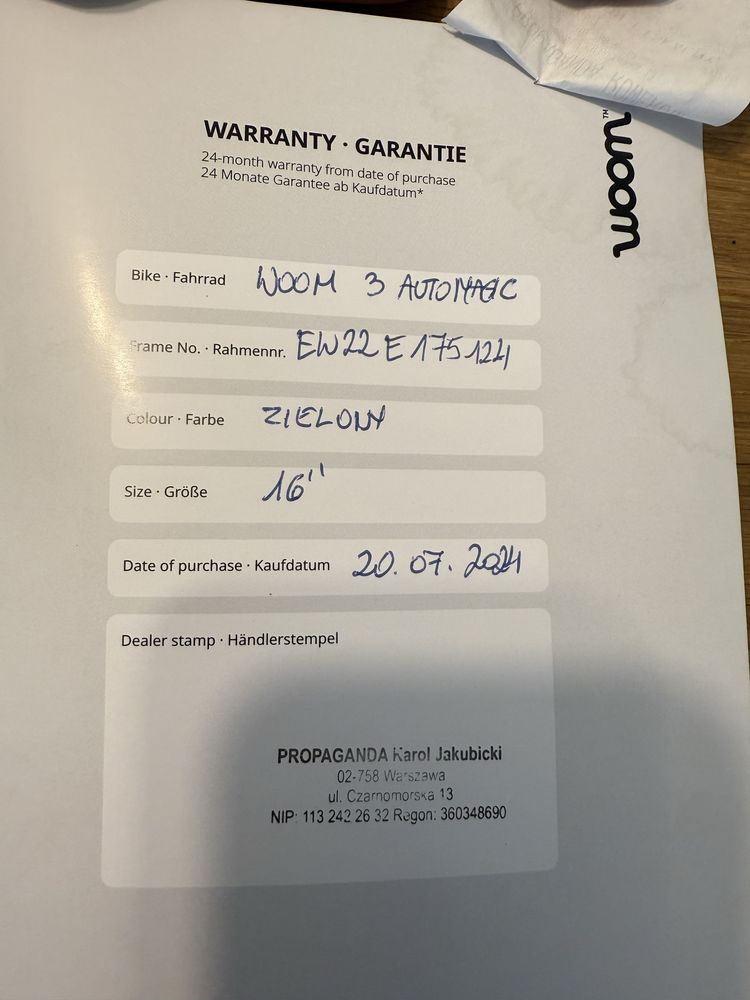 woom™
WARRANTY · GARANTIE
24-month warranty from date of purchase
24 Monate Garantee ab Kaufdatum*
Bike · Fahrrad WOOM 3 AUTOMAGIC
Frame No. · Rahmennr. EW22E175124
Colour · Farbe ZIELONY
Size · Größe 16"
Date of purchase · Kaufdatum 20.07.2024
Dealer stamp · Händlerstempel
PROPAGANDA Karol Jakubicki
02-758 Warszawa
ul. Czarnomorska 13
NIP: 113 242 26 32 Regon: 360348690